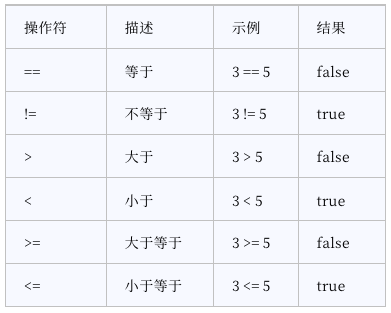 操作符 描述 示例 结果
== 等于 3 == 5 false
!= 不等于 3 != 5 true
> 大于 3 > 5 false
< 小于 3 < 5 true
>= 大于等于 3 >= 5 false
<= 小于等于 3 <= 5 true